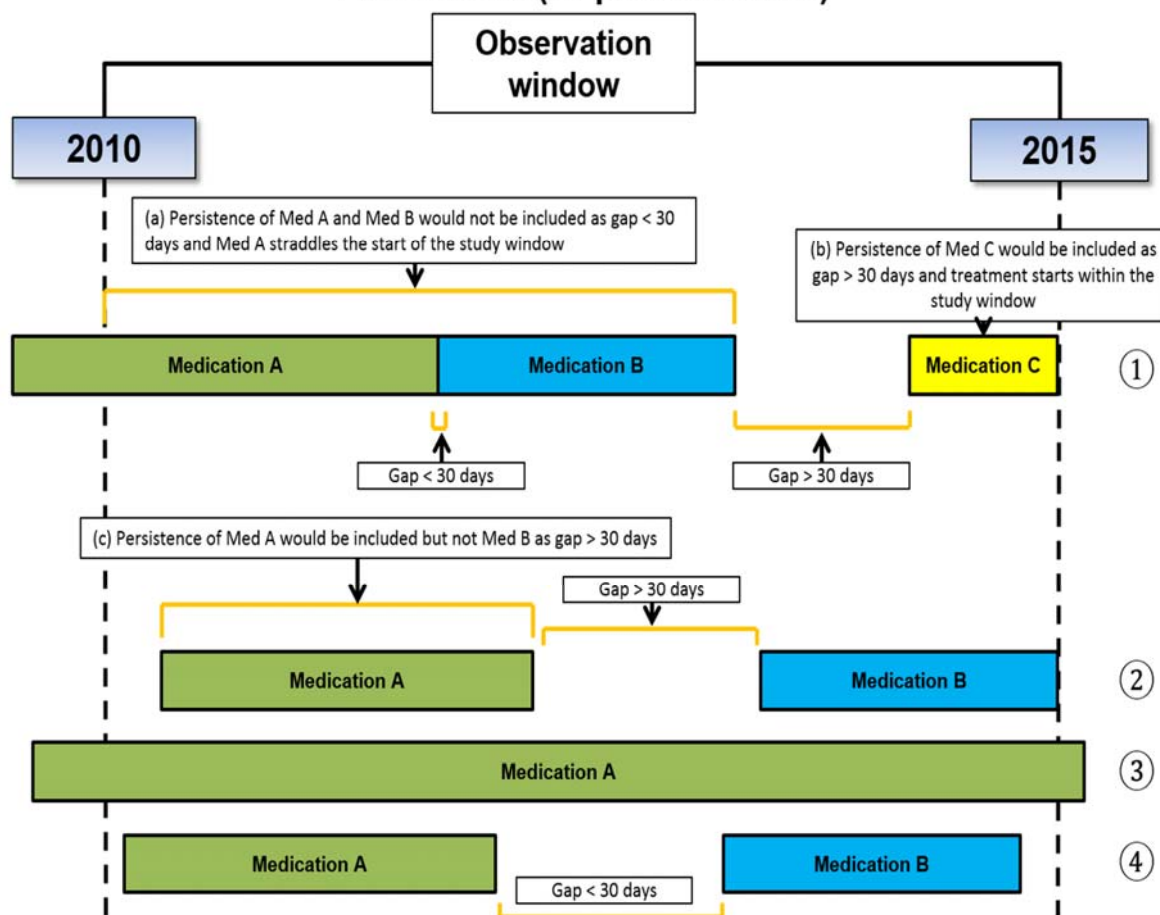 Observation
window
2010
2015
(a) Persistence of Med A and Med B would not be included as gap < 30
days and Med A straddles the start of the study window
(b) Persistence of Med C would be included as
gap > 30 days and treatment starts within the
study window
Medication A
Medication B
Medication C
①
Gap < 30 days
Gap > 30 days
(c) Persistence of Med A would be included but not Med B as gap > 30 days
Gap > 30 days
Medication A
Medication B
②
Medication A
③
Medication A
Medication B
④
Gap < 30 days